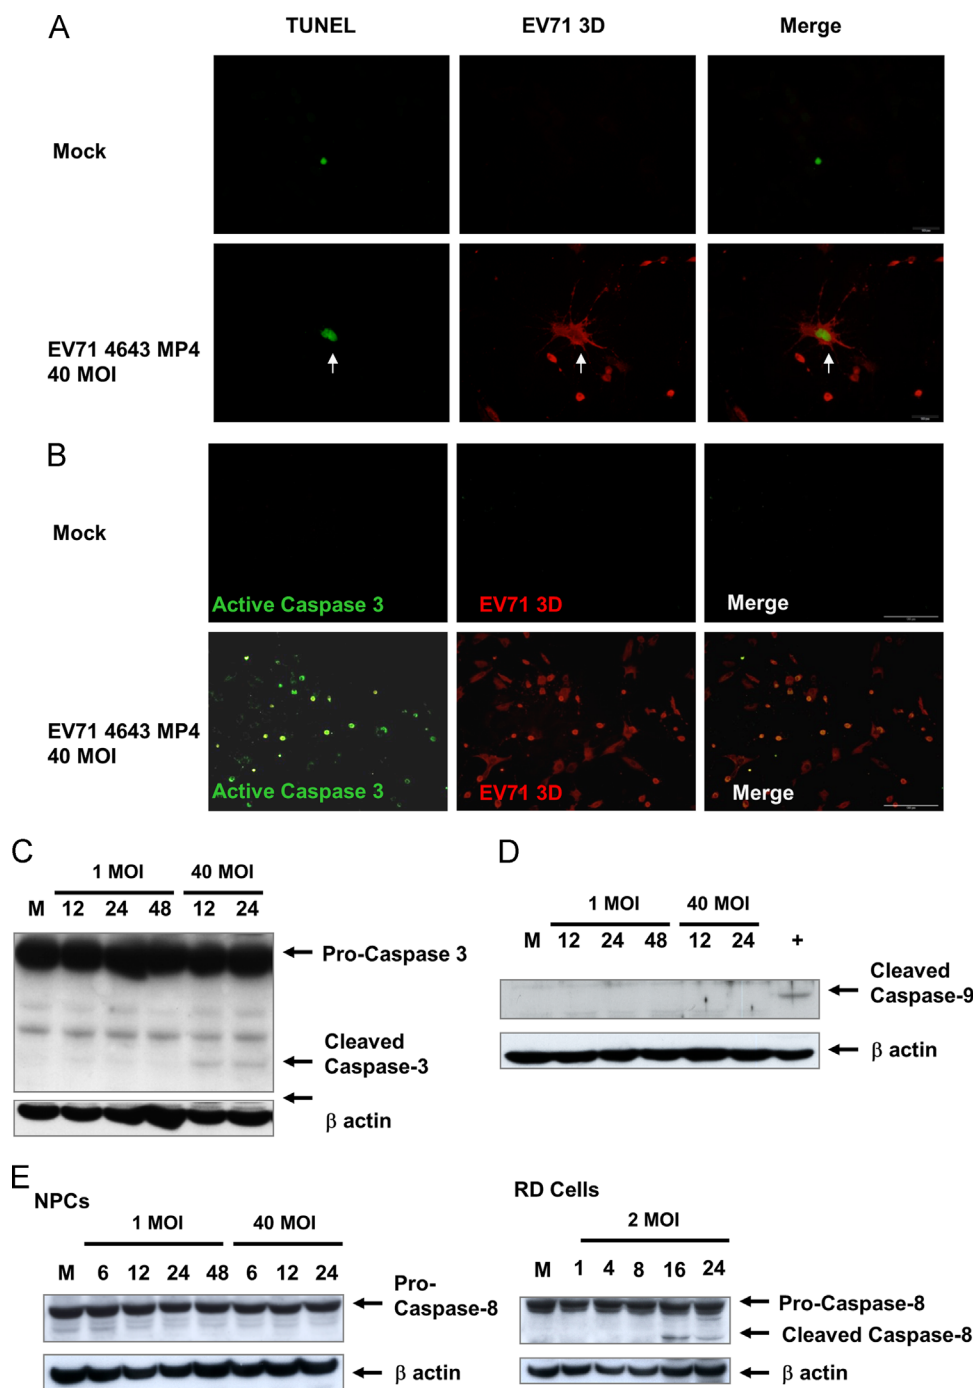 A
TUNEL EV71 3D Merge
Mock
EV71 4643 MP4
40 MOI
B
Mock
Active Caspase 3 EV71 3D Merge
EV71 4643 MP4
40 MOI
Active Caspase 3 EV71 3D Merge
C
1 MOI 40 MOI
M 12 24 48 12 24
Pro-Caspase 3
Cleaved
Caspase-3
β actin
D
1 MOI 40 MOI
M 12 24 48 12 24 +
Cleaved
Caspase-9
β actin
E
NPCs
1 MOI 40 MOI
M 6 12 24 48 6 12 24
Pro-
Caspase-8
β actin
RD Cells
2 MOI
M 1 4 8 16 24
Pro-Caspase-8
Cleaved Caspase-8
β actin